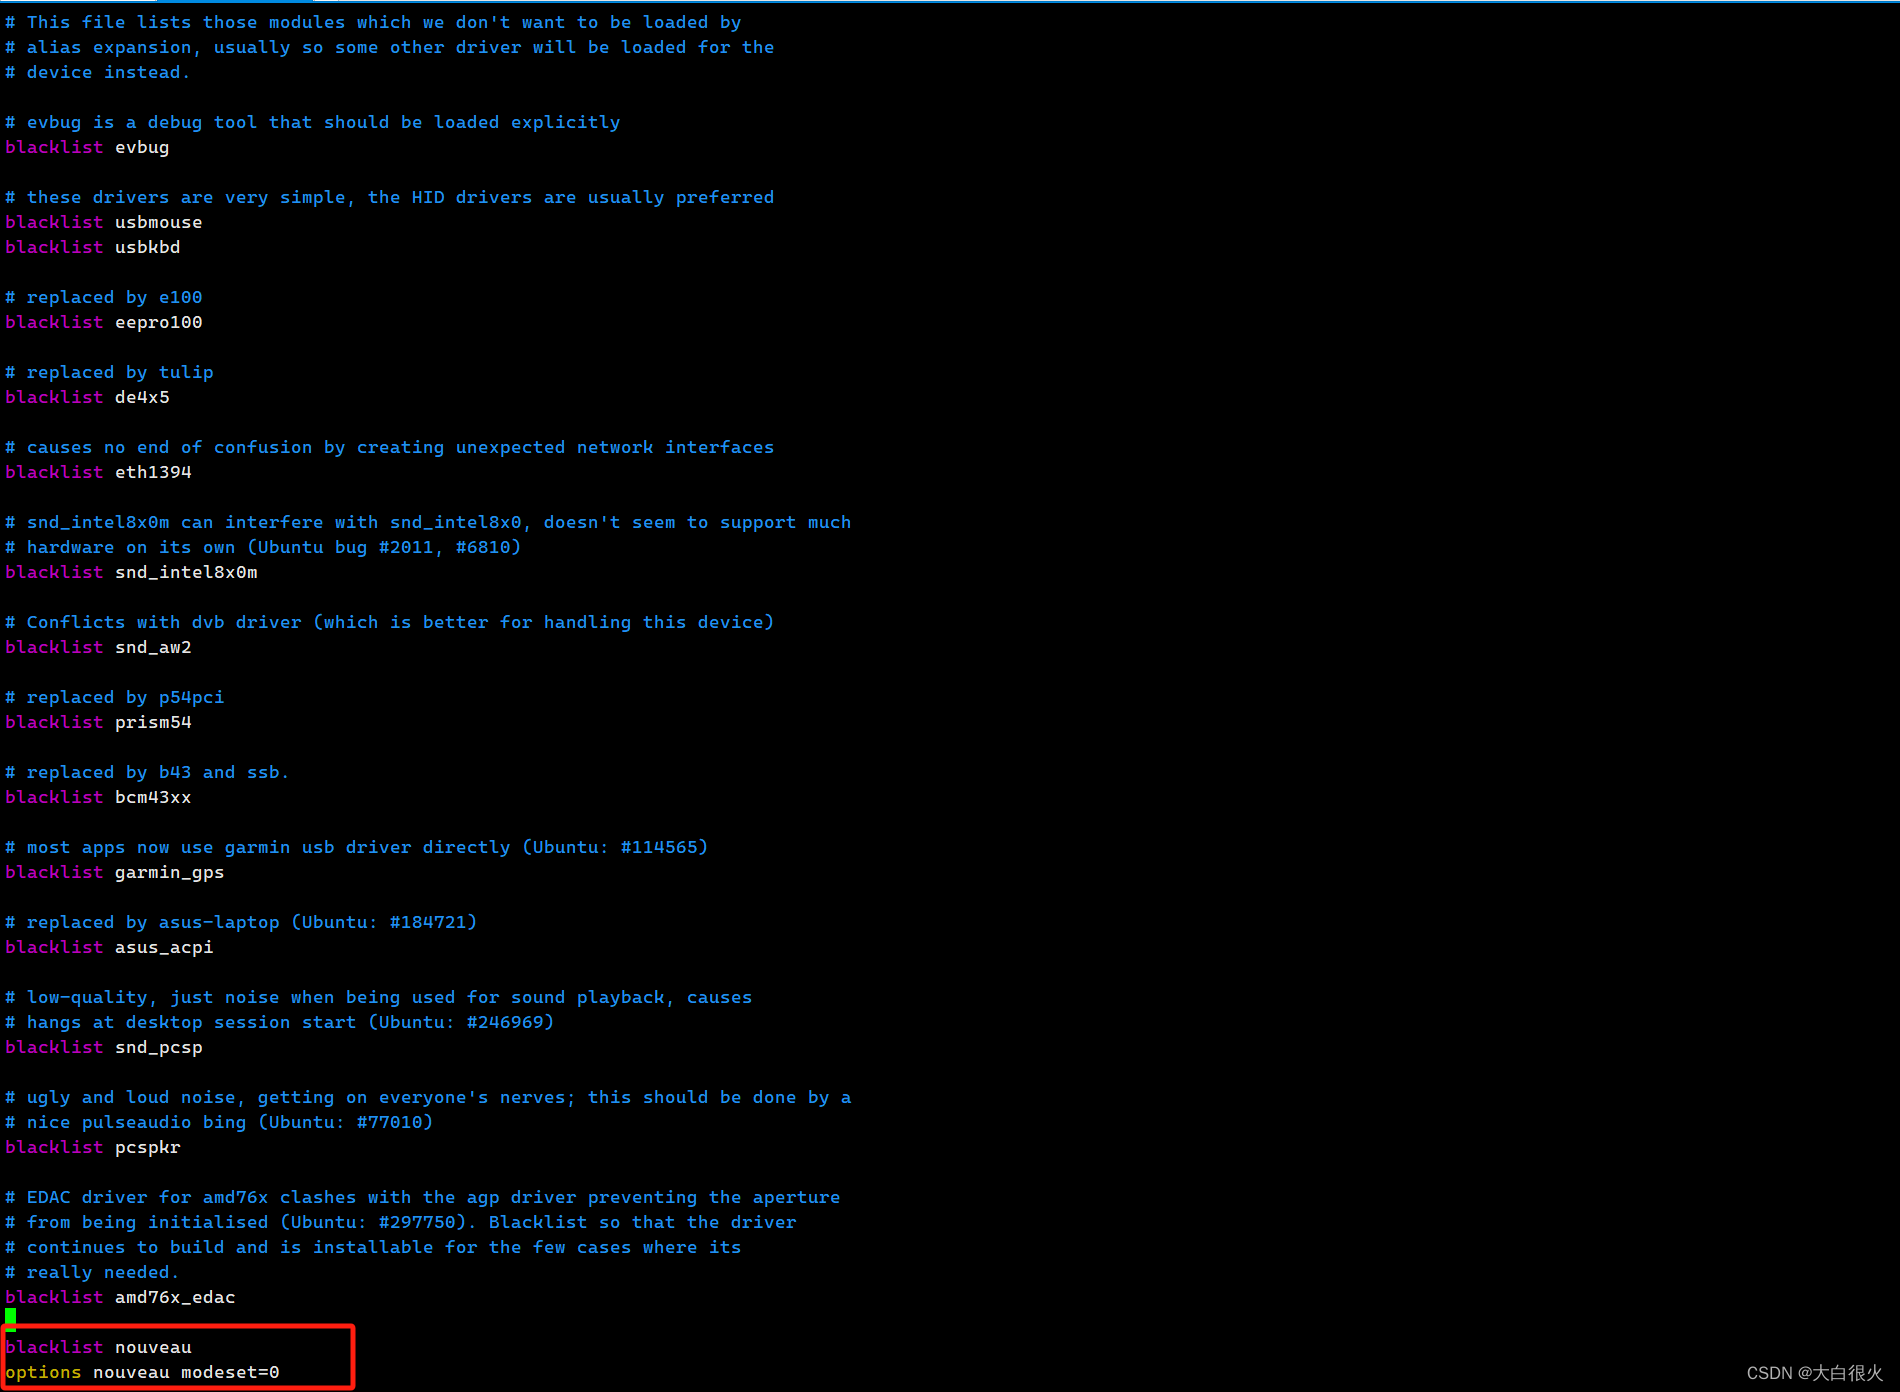 # This file lists those modules which we don't want to be loaded by
# alias expansion, usually so some other driver will be loaded for the
# device instead.
# evbug is a debug tool that should be loaded explicitly
blacklist evbug
# these drivers are very simple, the HID drivers are usually preferred
blacklist usbmouse
blacklist usbkbd
# replaced by e100
blacklist eepro100
# replaced by tulip
blacklist de4x5
# causes no end of confusion by creating unexpected network interfaces
blacklist eth1394
# snd_intel8x0m can interfere with snd_intel8x0, doesn't seem to support much
# hardware on its own (Ubuntu bug #2011, #6810)
blacklist snd_intel8x0m
# Conflicts with dvb driver (which is better for handling this device)
blacklist snd_aw2
# replaced by p54pci
blacklist prism54
# replaced by b43 and ssb.
blacklist bcm43xx
# most apps now use garmin usb driver directly (Ubuntu: #114565)
blacklist garmin_gps
# replaced by asus-laptop (Ubuntu: #184721)
blacklist asus_acpi
# low-quality, just noise when being used for sound playback, causes
# hangs at desktop session start (Ubuntu: #246969)
blacklist snd_pcsp
# ugly and loud noise, getting on everyone's nerves; this should be done by a
# nice pulseaudio bing (Ubuntu: #77010)
blacklist pcspkr
# EDAC driver for amd76x clashes with the agp driver preventing the aperture
# from being initialised (Ubuntu: #297750). Blacklist so that the driver
# continues to build and is installable for the few cases where its
# really needed.
blacklist amd76x_edac
blacklist nouveau
options nouveau modeset=0
CSDN @大白很火